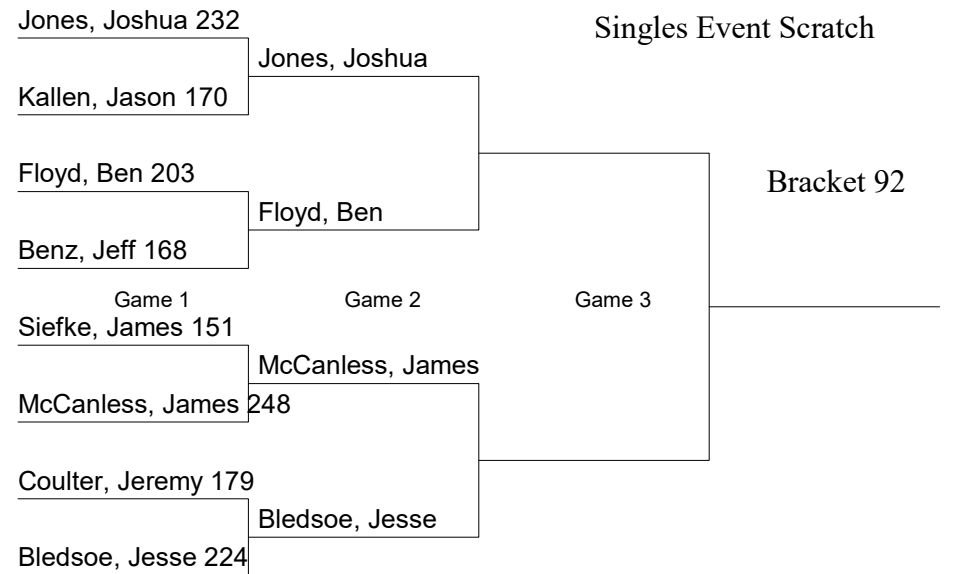 Jones, Joshua 232
Singles Event Scratch
Jones, Joshua
Kallen, Jason 170
Floyd, Ben 203
Bracket 92
Floyd, Ben
Benz, Jeff 168
Game 1
Game 2
Game 3
Siefke, James 151
McCanless, James
McCanless, James 248
Coulter, Jeremy 179
Bledsoe, Jesse
Bledsoe, Jesse 224